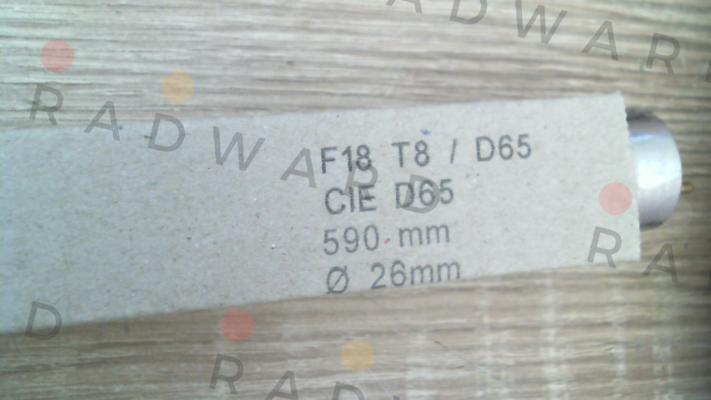 F18 T8 / D65
CIE D65
590 mm
Ø 26mm
RADWARD
RADWARD